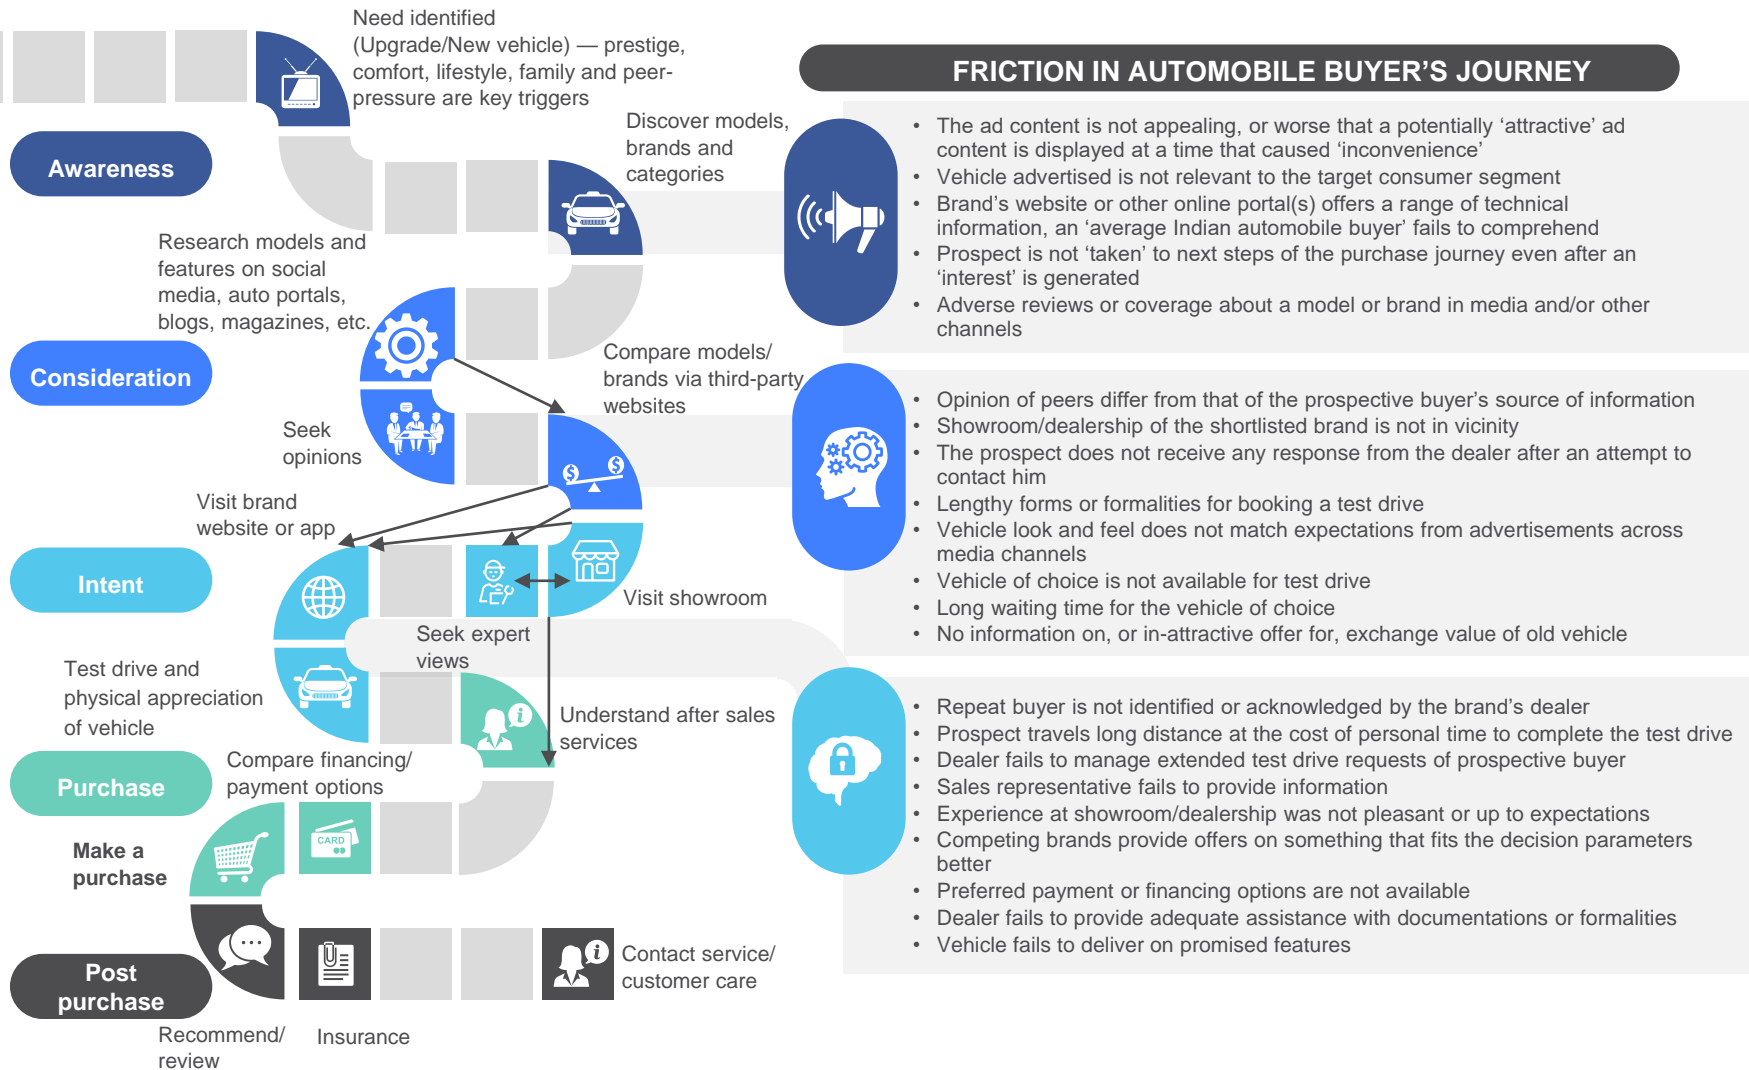 Need identified
(Upgrade/New vehicle) — prestige,
comfort, lifestyle, family and peer-
pressure are key triggers
Awareness
Discover models,
brands and
categories
Research models and
features on social
media, auto portals,
blogs, magazines, etc.
Consideration
Compare models/
brands via third-party
websites
Seek
opinions
$
$
Visit brand
website or app
Intent
Visit showroom
Seek expert
views
Test drive and
physical appreciation
of vehicle
i
Understand after sales
services
Purchase
Compare financing/
payment options
CARD
Make a
purchase
Post
purchase
i
Contact service/
customer care
Recommend/
review
Insurance
FRICTION IN AUTOMOBILE BUYER’S JOURNEY
• The ad content is not appealing, or worse that a potentially ‘attractive’ ad
content is displayed at a time that caused ‘inconvenience’
• Vehicle advertised is not relevant to the target consumer segment
• Brand’s website or other online portal(s) offers a range of technical
information, an ‘average Indian automobile buyer’ fails to comprehend
• Prospect is not ‘taken’ to next steps of the purchase journey even after an
‘interest’ is generated
• Adverse reviews or coverage about a model or brand in media and/or other
channels
• Opinion of peers differ from that of the prospective buyer’s source of information
• Showroom/dealership of the shortlisted brand is not in vicinity
• The prospect does not receive any response from the dealer after an attempt to
contact him
• Lengthy forms or formalities for booking a test drive
• Vehicle look and feel does not match expectations from advertisements across
media channels
• Vehicle of choice is not available for test drive
• Long waiting time for the vehicle of choice
• No information on, or in-attractive offer for, exchange value of old vehicle
• Repeat buyer is not identified or acknowledged by the brand’s dealer
• Prospect travels long distance at the cost of personal time to complete the test drive
• Dealer fails to manage extended test drive requests of prospective buyer
• Sales representative fails to provide information
• Experience at showroom/dealership was not pleasant or up to expectations
• Competing brands provide offers on something that fits the decision parameters
better
• Preferred payment or financing options are not available
• Dealer fails to provide adequate assistance with documentations or formalities
• Vehicle fails to deliver on promised features